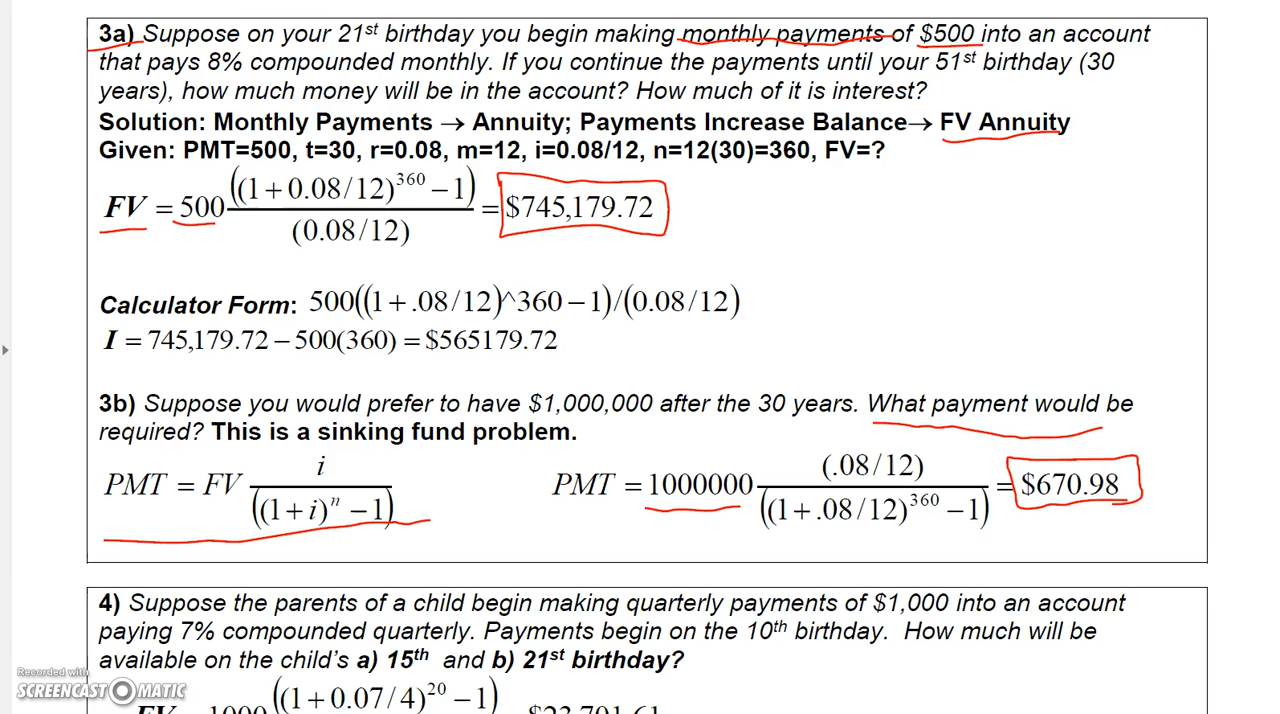 3a) Suppose on your 21st birthday you begin making monthly payments of $500 into an account
that pays 8% compounded monthly. If you continue the payments until your 51st birthday (30
years), how much money will be in the account? How much of it is interest?
Solution: Monthly Payments → Annuity; Payments Increase Balance→ FV Annuity
Given: PMT=500, t=30, r=0.08, m=12, i=0.08/12, n=12(30)=360, FV=?
FV = 500 ((1+0.08/12)^360 −1) / (0.08/12) = $745,179.72
Calculator Form: 500((1+.08/12)^360−1)/(0.08/12)
I = 745,179.72−500(360) = $565179.72
3b) Suppose you would prefer to have $1,000,000 after the 30 years. What payment would be
required? This is a sinking fund problem.
PMT = FV i / ((1+i)^n −1) PMT = 1000000 (.08/12) / ((1+.08/12)^360 −1) = $670.98
4) Suppose the parents of a child begin making quarterly payments of $1,000 into an account
paying 7% compounded quarterly. Payments begin on the 10th birthday. How much will be
available on the child's a) 15th and b) 21st birthday?
((1+0.07/4)^20 −1)
Recorded with
SCREENCAST-O-MATIC